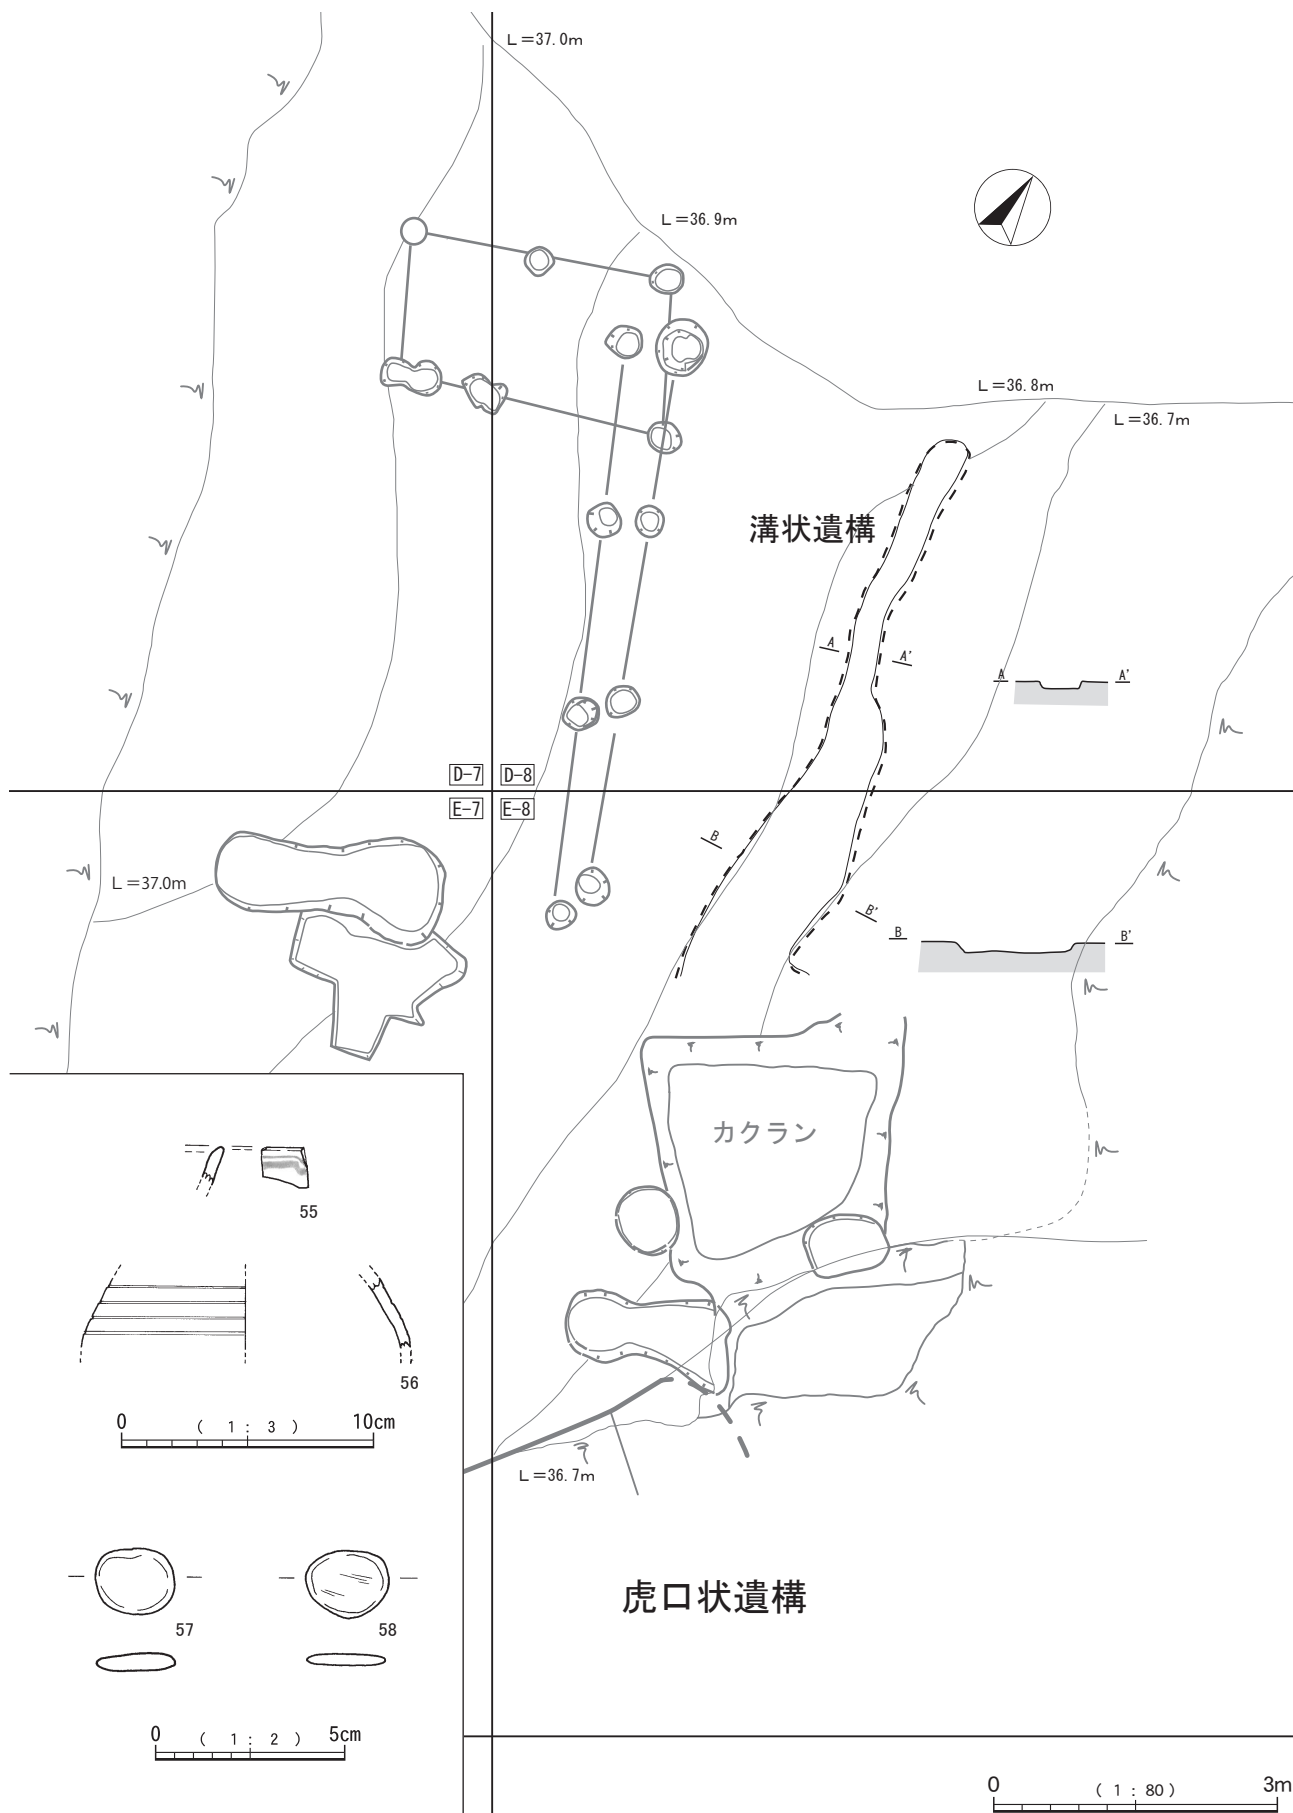 L=37.0m
L=36.9m
L=36.8m
L=36.7m
溝状遺構
A A'
A A'
D-7 D-8
E-7 E-8
B
B'
B B'
L=37.0m
カクラン
55
56
0 (1:3) 10cm
L=36.7m
57 58
虎口状遺構
0 (1:2) 5cm
0 (1:80) 3m